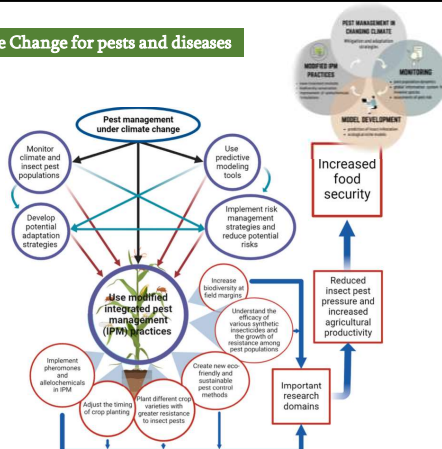 e Change for pests and diseases
PEST MANAGEMENT IN
CHANGING CLIMATE
Mitigation and adaptation
strategies
MODIFIED IPM
PRACTICES
MONITORING
MODEL DEVELOPMENT
Pest management
under climate change
Monitor
climate and
insect pest
populations
Use
predictive
modeling
tools
Develop
potential
adaptation
strategies
Implement risk
management
strategies and
reduce potential
risks
Use modified
integrated pest
management
(IPM) practices
Increase
biodiversity at
field margins
Understand the
efficacy of
various synthetic
insecticides and
the growth of
resistance among
pest populations
Implement
pheromones
and
allelochemicals
in IPM
Adjust the timing
of crop planting
Plant different crop
varieties with
greater resistance
to insect pests
Create new eco-
friendly and
sustainable
pest control
methods
Important
research
domains
Reduced
insect pest
pressure and
increased
agricultural
productivity
Increased
food
security